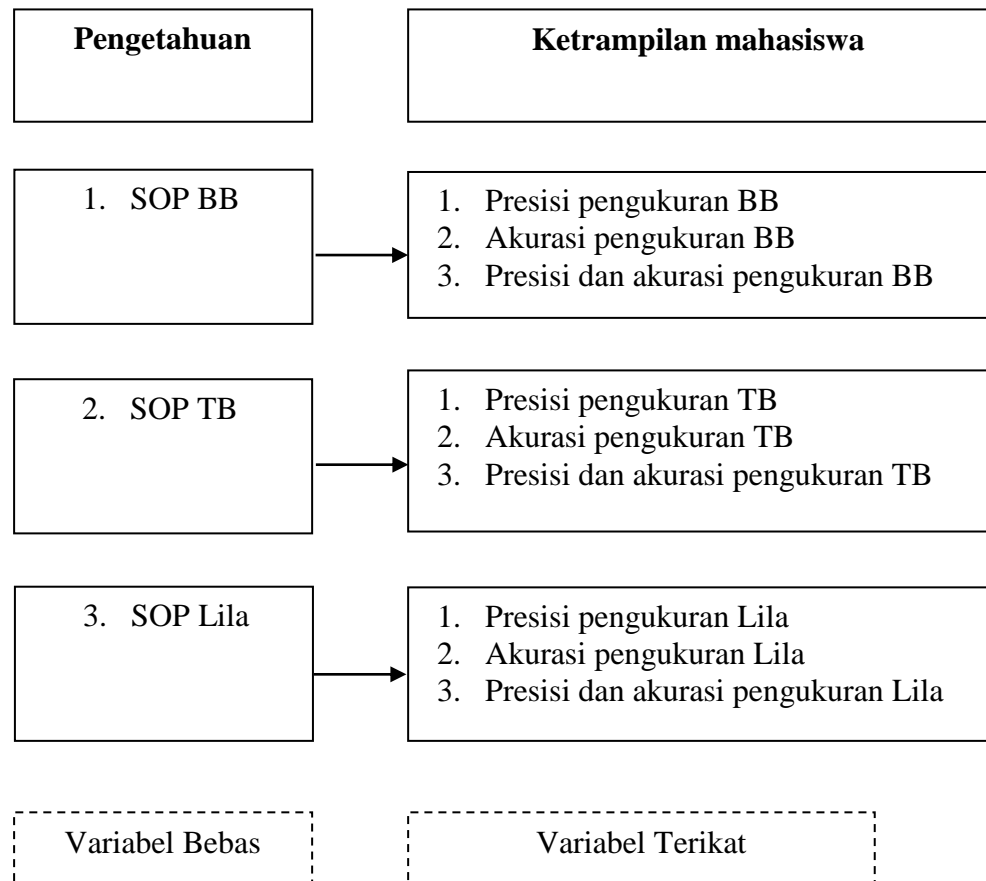 Pengetahuan
Ketrampilan mahasiswa
1. SOP BB
1. Presisi pengukuran BB
2. Akurasi pengukuran BB
3. Presisi dan akurasi pengukuran BB
2. SOP TB
1. Presisi pengukuran TB
2. Akurasi pengukuran TB
3. Presisi dan akurasi pengukuran TB
3. SOP Lila
1. Presisi pengukuran Lila
2. Akurasi pengukuran Lila
3. Presisi dan akurasi pengukuran Lila
Variabel Bebas
Variabel Terikat